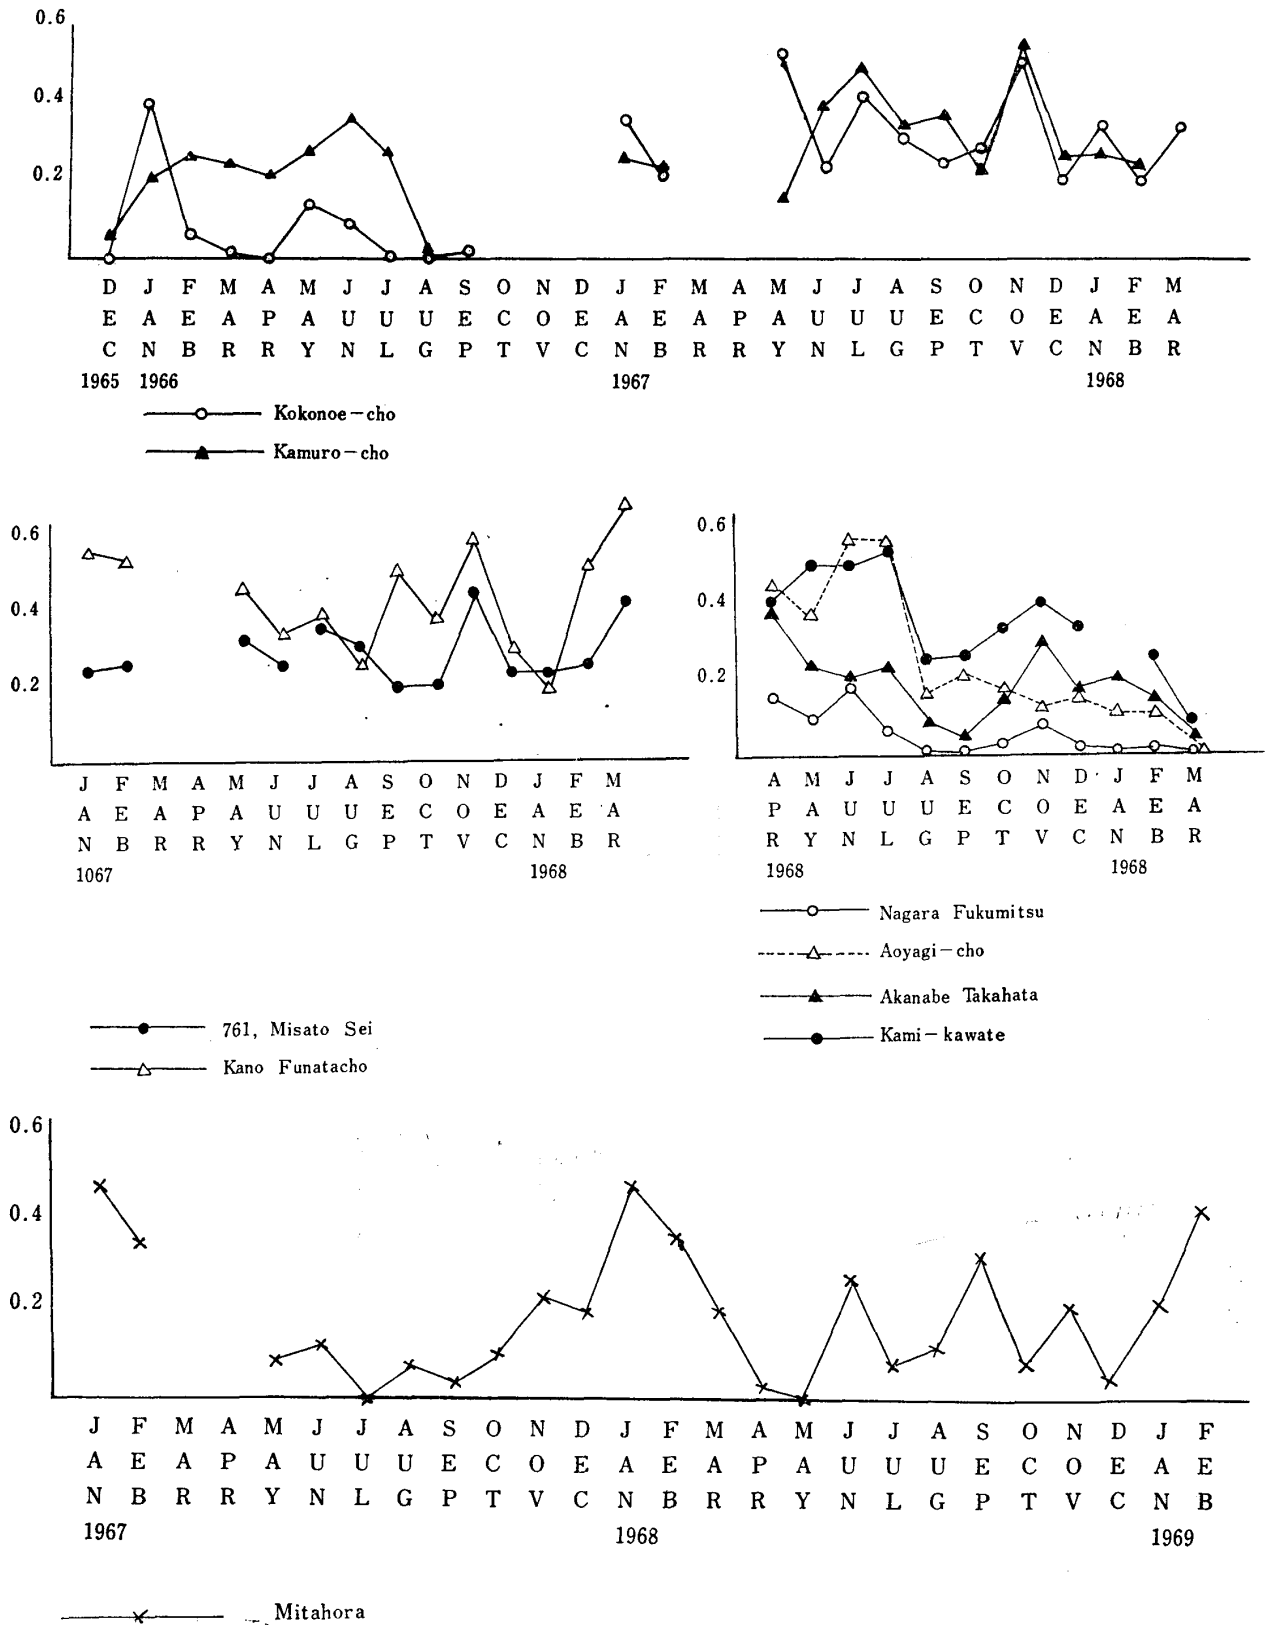 0.6
0.4
0.2
D J F M A M J J A S O N D J F M A M J J A S O N D J F M
E A E A P A U U U E C O E A E A P A U U U E C O E A E A
C N B R R Y N L G P T V C N B R R Y N L G P T V C N B R
1965 1966 1967 1968
Kokonoe-cho
Kamuro-cho
0.6
0.4
0.2
J F M A M J J A S O N D J F M
A E A P A U U U E C O E A E A
N B R R Y N L G P T V C N B R
1067 1968
761, Misato Sei
Kano Funatacho
0.6
0.4
0.2
A M J J A S O N D J F M
P A U U U E C O E A E A
R Y N L G P T V C N B R
1968 1968
Nagara Fukumitsu
Aoyagi-cho
Akanabe Takahata
Kami-kawate
0.6
0.4
0.2
J F M A M J J A S O N D J F M A M J J A S O N D J F
A E A P A U U U E C O E A E A P A U U U E C O E A E
N B R R Y N L G P T V C N B R R Y N L G P T V C N B
1967 1968 1969
Mitahora